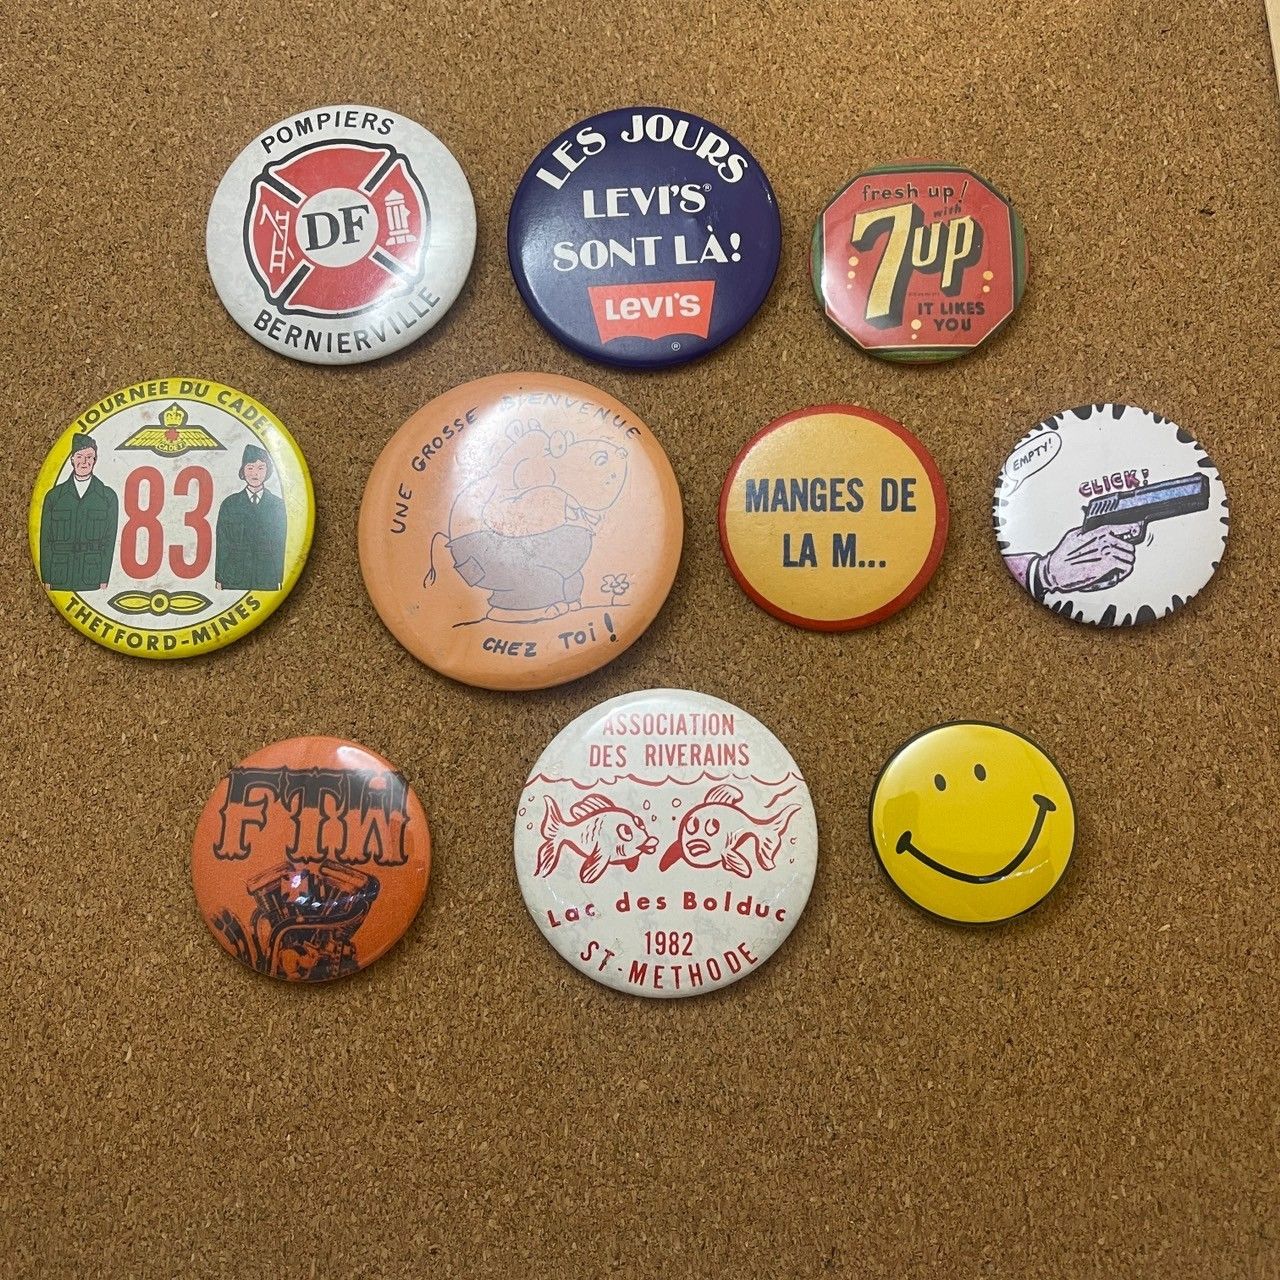 POMPIERS
DF
BERNIERVILLE
LES JOURS
LEVI'S®
SONT LÀ!
LEVI'S
®
fresh up!
with
7up
IT LIKES
YOU
JOURNEE DU CADET
CADETS
83
THETFORD-MINES
UNE GROSSE BIENVENUE
CHEZ TOi!
MANGES DE
LA M...
EMPTY!
CLICK!
FTW
ASSOCIATION
DES RIVERAINS
Lac des Bolduc
1982
ST-METHODE